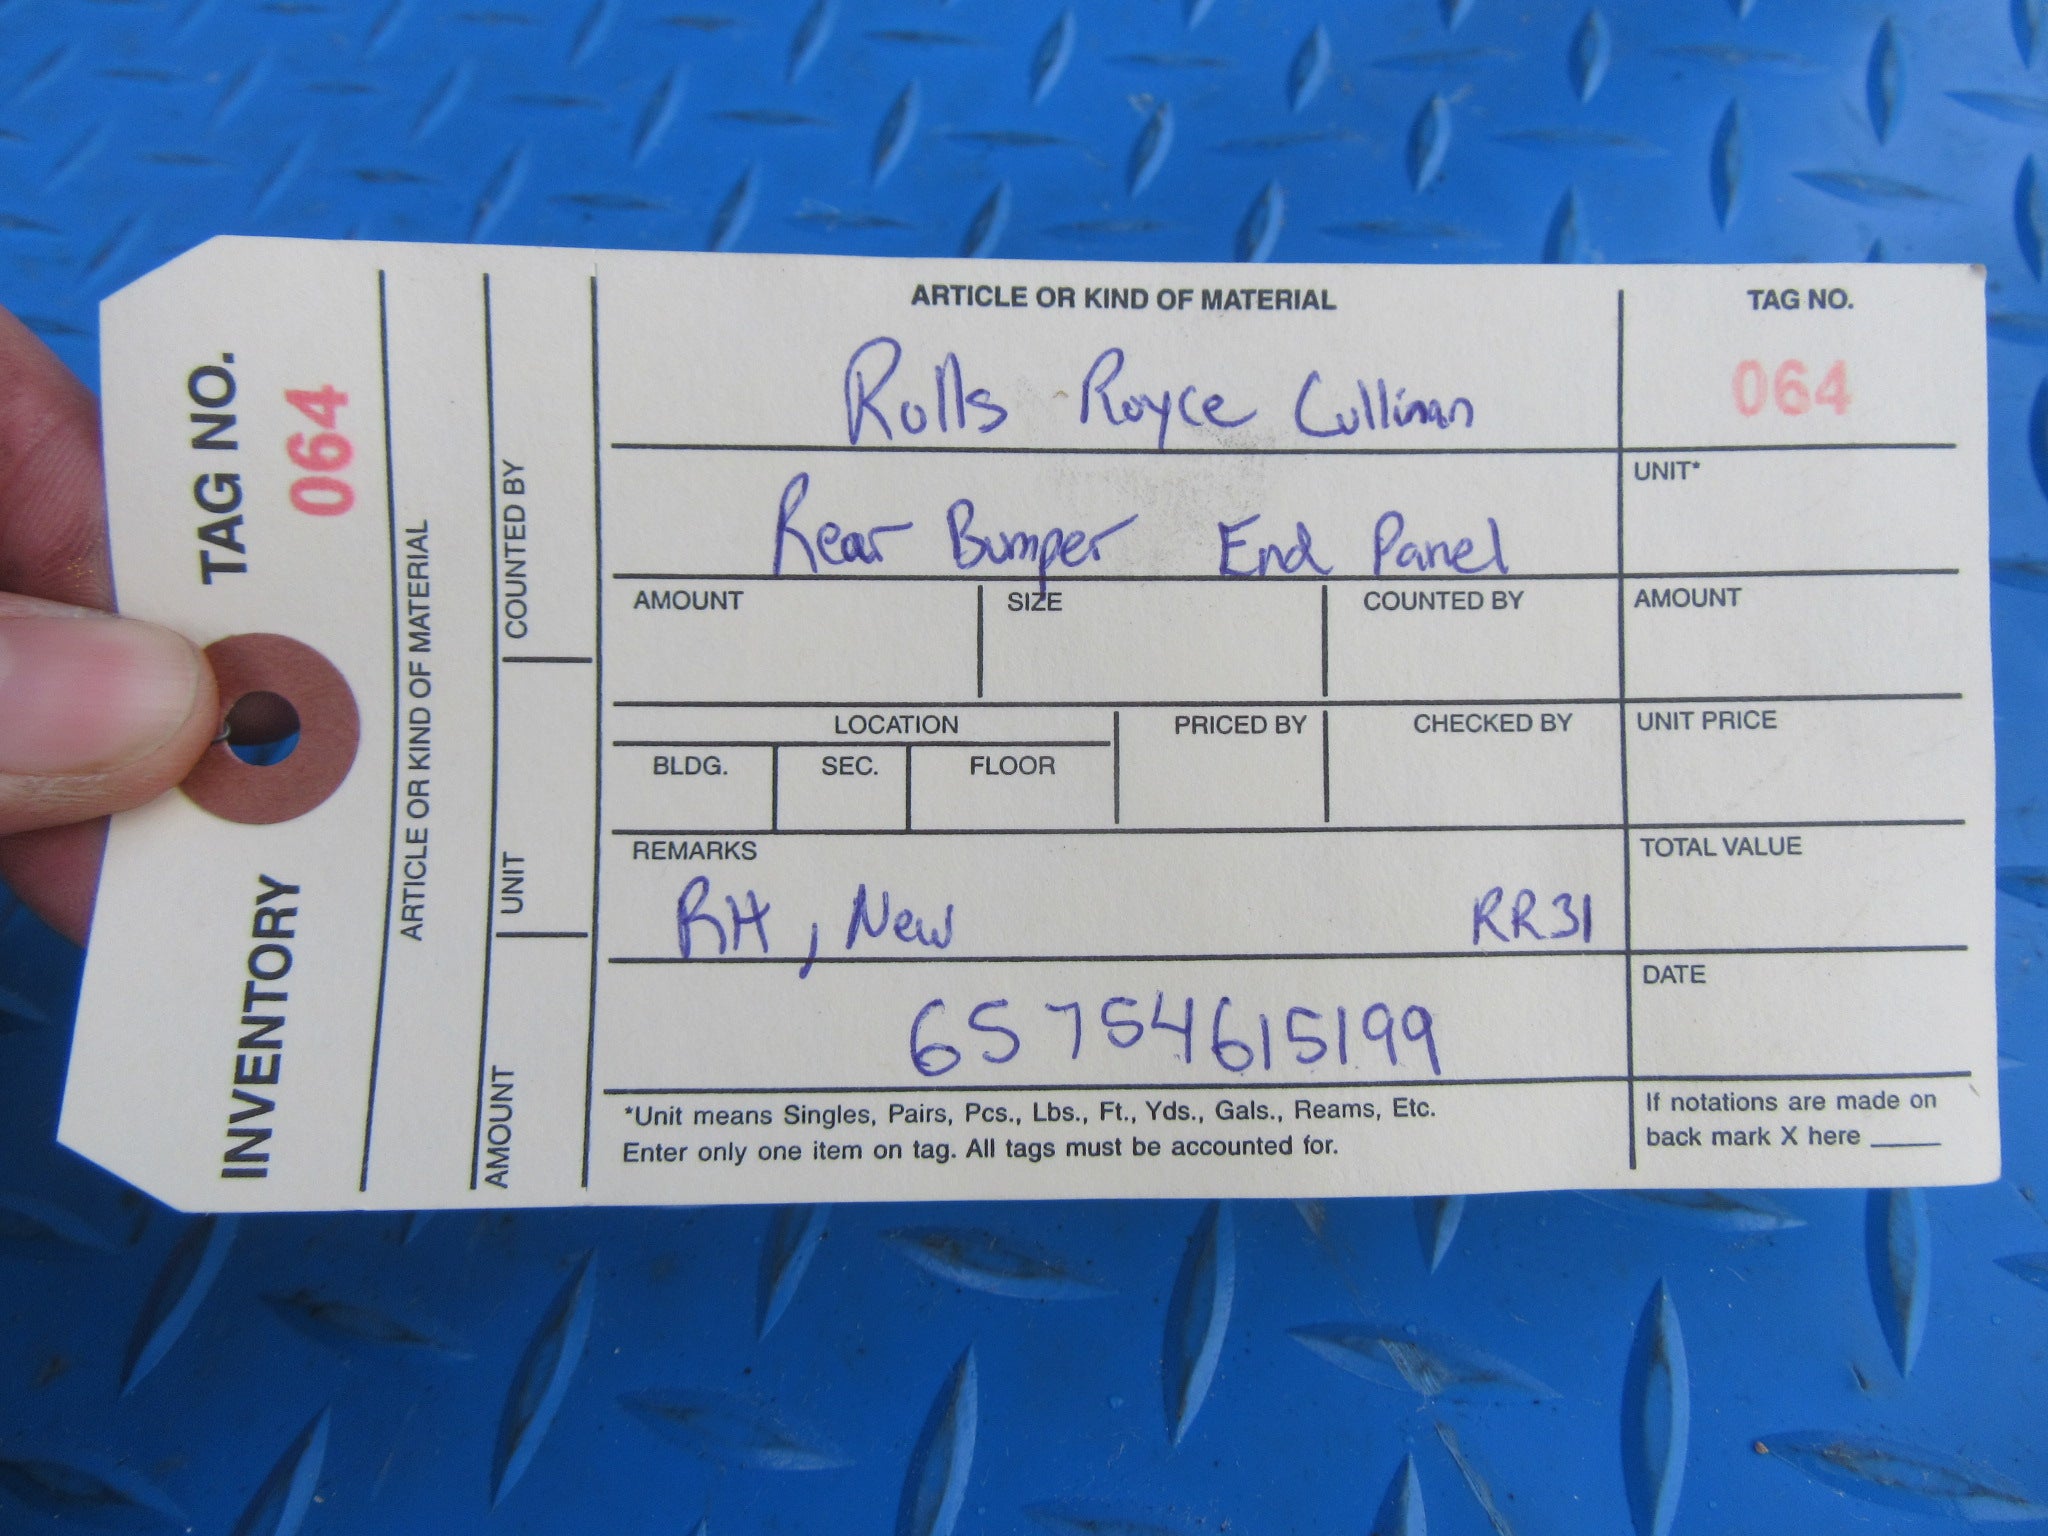 INVENTORY TAG NO.
064
ARTICLE OR KIND OF MATERIAL
AMOUNT UNIT COUNTED BY
ARTICLE OR KIND OF MATERIAL
Rolls Royce Cullinan
TAG NO.
064
Rear Bumper End Panel
UNIT*
AMOUNT SIZE COUNTED BY AMOUNT
LOCATION PRICED BY CHECKED BY UNIT PRICE
BLDG. SEC. FLOOR
REMARKS TOTAL VALUE
RH, New RR31
65754615199
DATE
*Unit means Singles, Pairs, Pcs., Lbs., Ft., Yds., Gals., Reams, Etc.
Enter only one item on tag. All tags must be accounted for.
If notations are made on
back mark X here